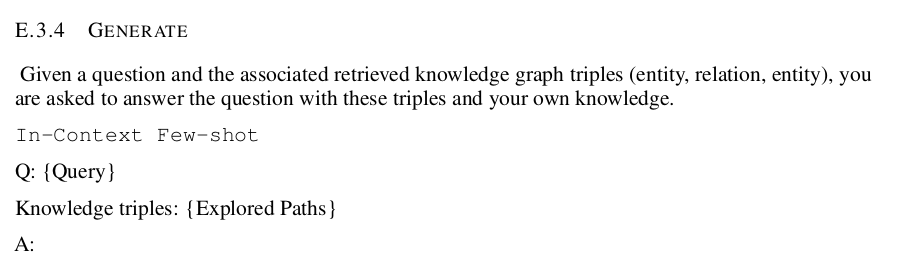 E.3.4 GENERATE
Given a question and the associated retrieved knowledge graph triples (entity, relation, entity), you
are asked to answer the question with these triples and your own knowledge.
In-Context Few-shot
Q: {Query}
Knowledge triples: {Explored Paths}
A: